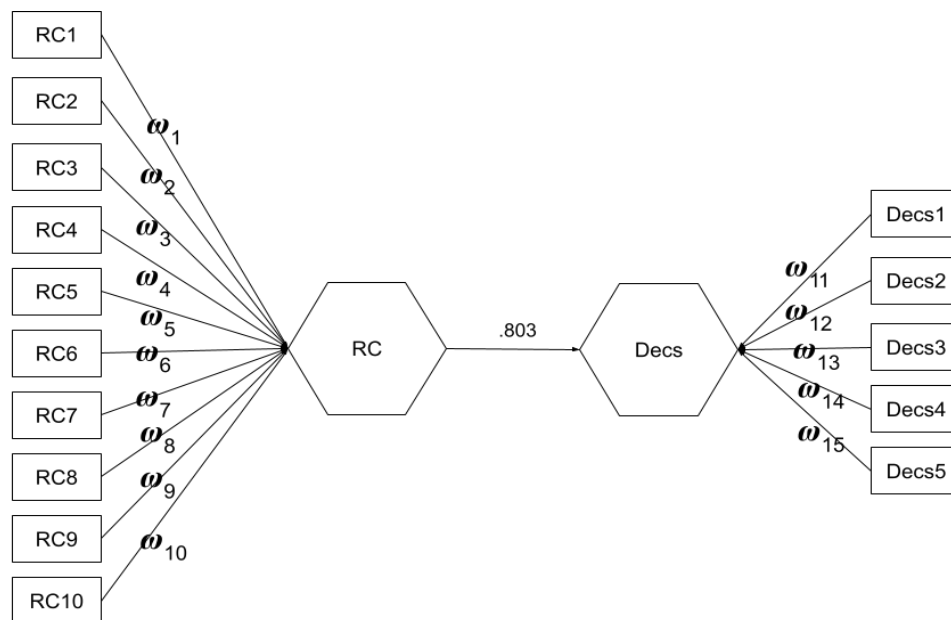 RC1
RC2
RC3
RC4
RC5
RC6
RC7
RC8
RC9
RC10
ω1
ω2
ω3
ω4
ω5
ω6
ω7
ω8
ω9
ω10
RC
.803
Decs
ω11
ω12
ω13
ω14
ω15
Decs1
Decs2
Decs3
Decs4
Decs5